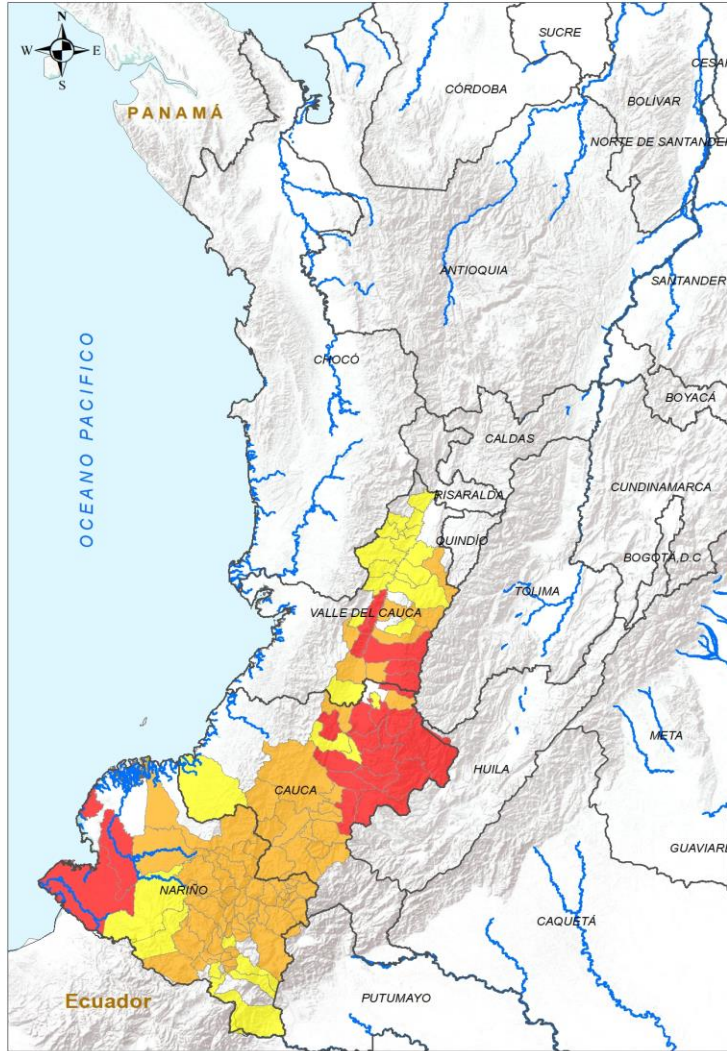 N
W E
S
SUCRE
CESAR
CÓRDOBA
BOLÍVAR
PANAMÁ
NORTE DE SANTANDER
ANTIOQUIA
SANTANDER
OCEANO PACIFICO
CHOCÓ
BOYACÁ
CALDAS
CUNDINAMARCA
RISARALDA
QUINDÍO
BOGOTÁ, D.C
TOLIMA
VALLE DEL CAUCA
META
HUILA
CAUCA
GUAVIARE
NARIÑO
CAQUETÁ
Ecuador
PUTUMAYO